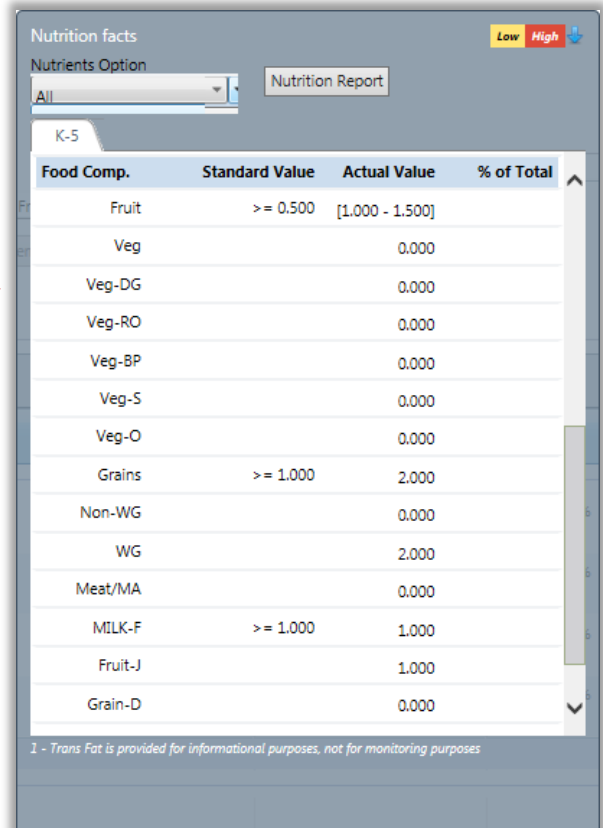 Nutrition facts Low High
Nutrients Option
All Nutrition Report
K-5
Food Comp. Standard Value Actual Value % of Total
Fruit >= 0.500 [1.000 - 1.500]
Veg 0.000
Veg-DG 0.000
Veg-RO 0.000
Veg-BP 0.000
Veg-S 0.000
Veg-O 0.000
Grains >= 1.000 2.000
Non-WG 0.000
WG 2.000
Meat/MA 0.000
MILK-F >= 1.000 1.000
Fruit-J 1.000
Grain-D 0.000
1 - Trans Fat is provided for informational purposes, not for monitoring purposes